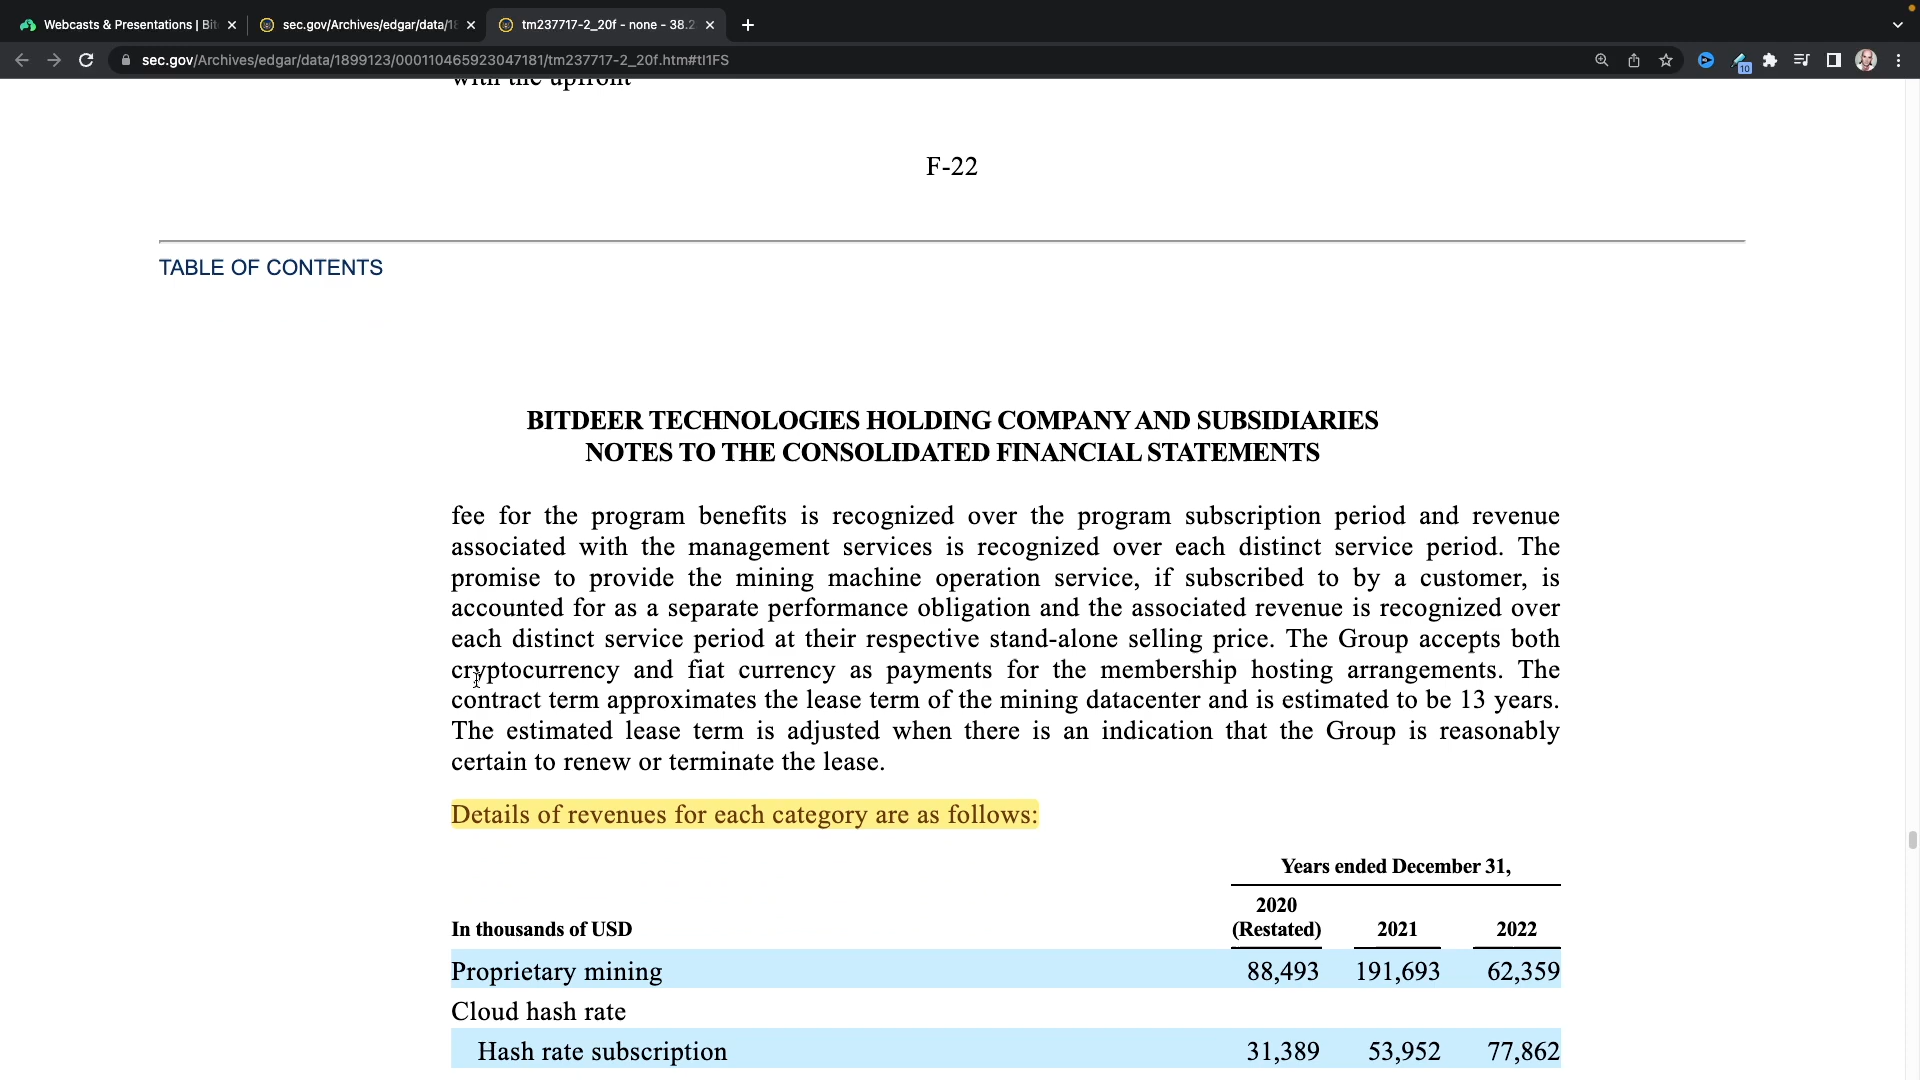 Webcasts & Presentations | Bit
sec.gov/Archives/edgar/data/18
tm237717-2_20f - none - 38.2
sec.gov/Archives/edgar/data/1899123/000110465923047181/tm237717-2_20f.htm#tI1FS
10
with the upfront
F-22
TABLE OF CONTENTS
BITDEER TECHNOLOGIES HOLDING COMPANY AND SUBSIDIARIES
NOTES TO THE CONSOLIDATED FINANCIAL STATEMENTS
fee for the program benefits is recognized over the program subscription period and revenue
associated with the management services is recognized over each distinct service period. The
promise to provide the mining machine operation service, if subscribed to by a customer, is
accounted for as a separate performance obligation and the associated revenue is recognized over
each distinct service period at their respective stand-alone selling price. The Group accepts both
cryptocurrency and fiat currency as payments for the membership hosting arrangements. The
contract term approximates the lease term of the mining datacenter and is estimated to be 13 years.
The estimated lease term is adjusted when there is an indication that the Group is reasonably
certain to renew or terminate the lease.
Details of revenues for each category are as follows:
Years ended December 31,
In thousands of USD 2020 (Restated) 2021 2022
Proprietary mining 88,493 191,693 62,359
Cloud hash rate
Hash rate subscription 31,389 53,952 77,862